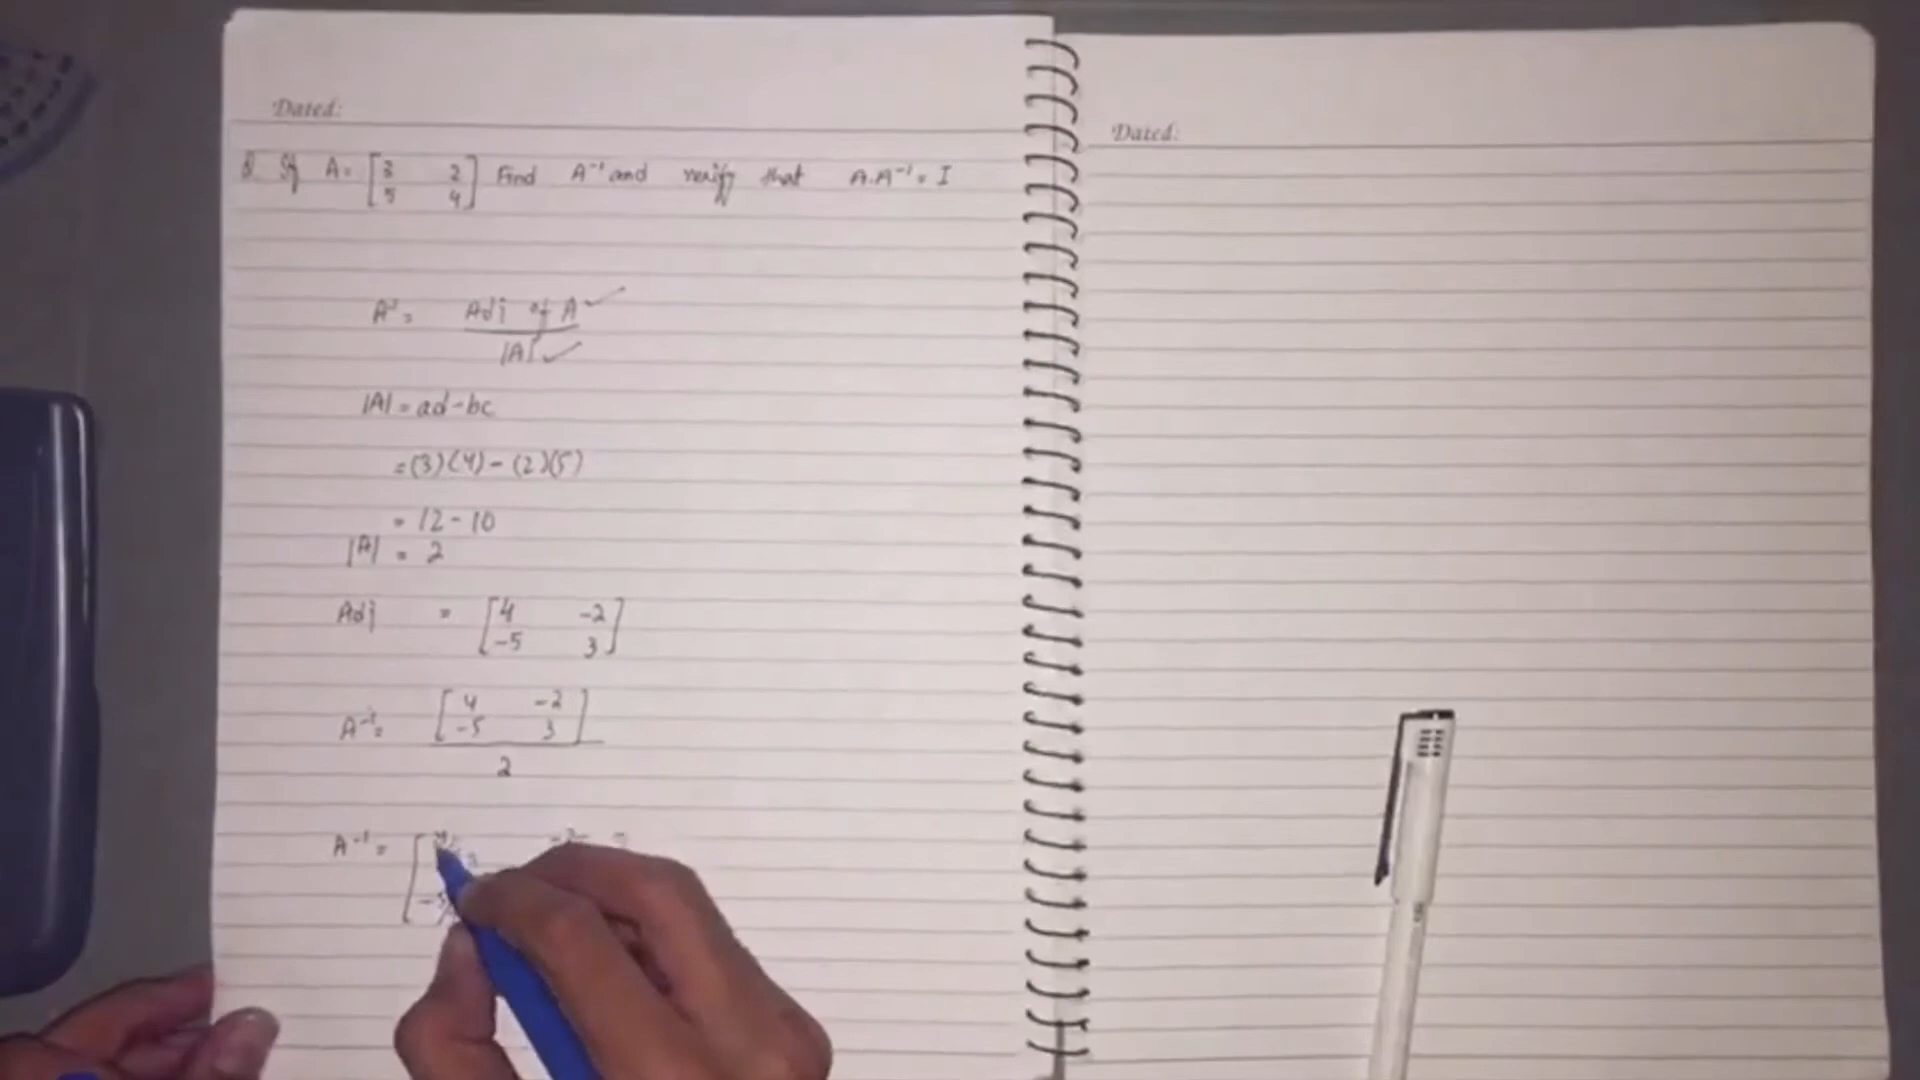 Dated:
If A = [3 2] Find A⁻¹ and verify that A.A⁻¹ = I
[5 4]
A⁻¹ = Adj of A ✓
|A| ✓
|A| = ad - bc
= (3)(4) - (2)(5)
= 12 - 10
|A| = 2
Adj = [4 -2]
[-5 3]
A⁻¹ = [4 -2]
[-5 3]
2
A⁻¹ =
Dated: